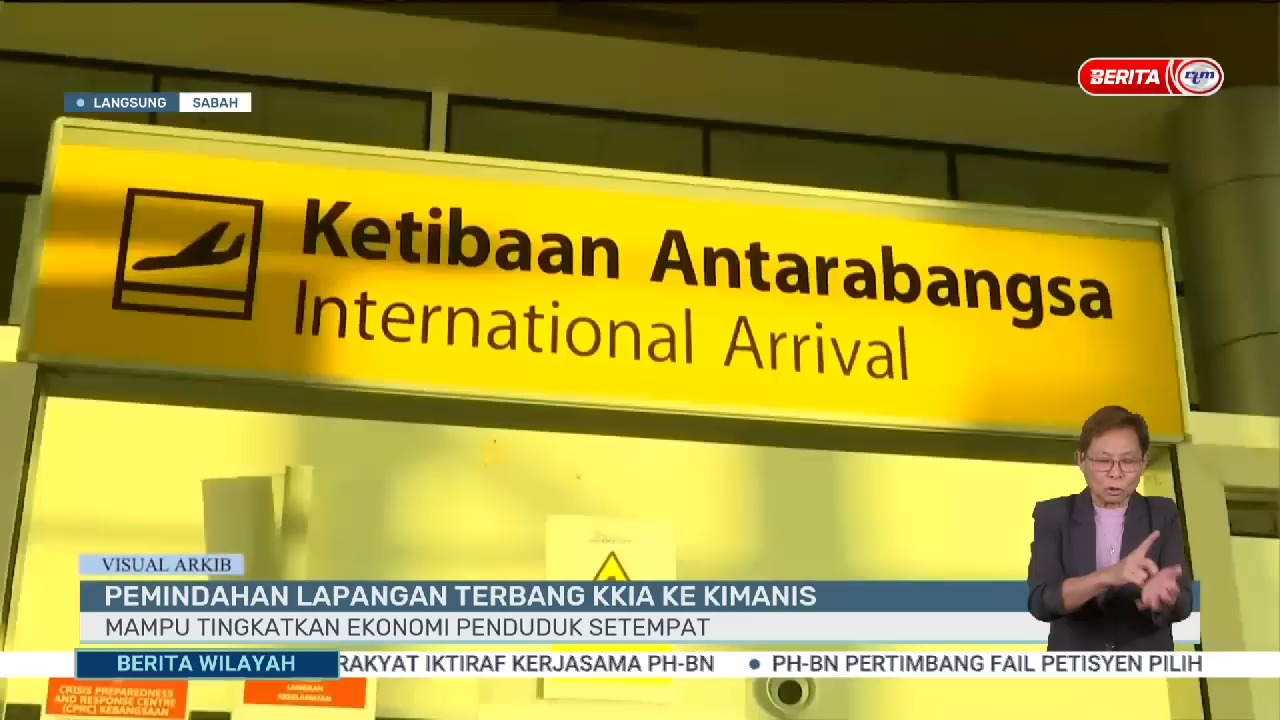 LANGSUNG SABAH
BERITA rtm
Ketibaan Antarabangsa
International Arrival
VISUAL ARKIB
PEMINDAHAN LAPANGAN TERBANG KKIA KE KIMANIS
MAMPU TINGKATKAN EKONOMI PENDUDUK SETEMPAT
BERITA WILAYAH
RAKYAT IKTIRAF KERJASAMA PH-BN • PH-BN PERTIMBANG FAIL PETISYEN PILIH
CRISIS PREPAREDNESS
AND RESPONSE CENTRE
(CPRC) KEBANGSAAN